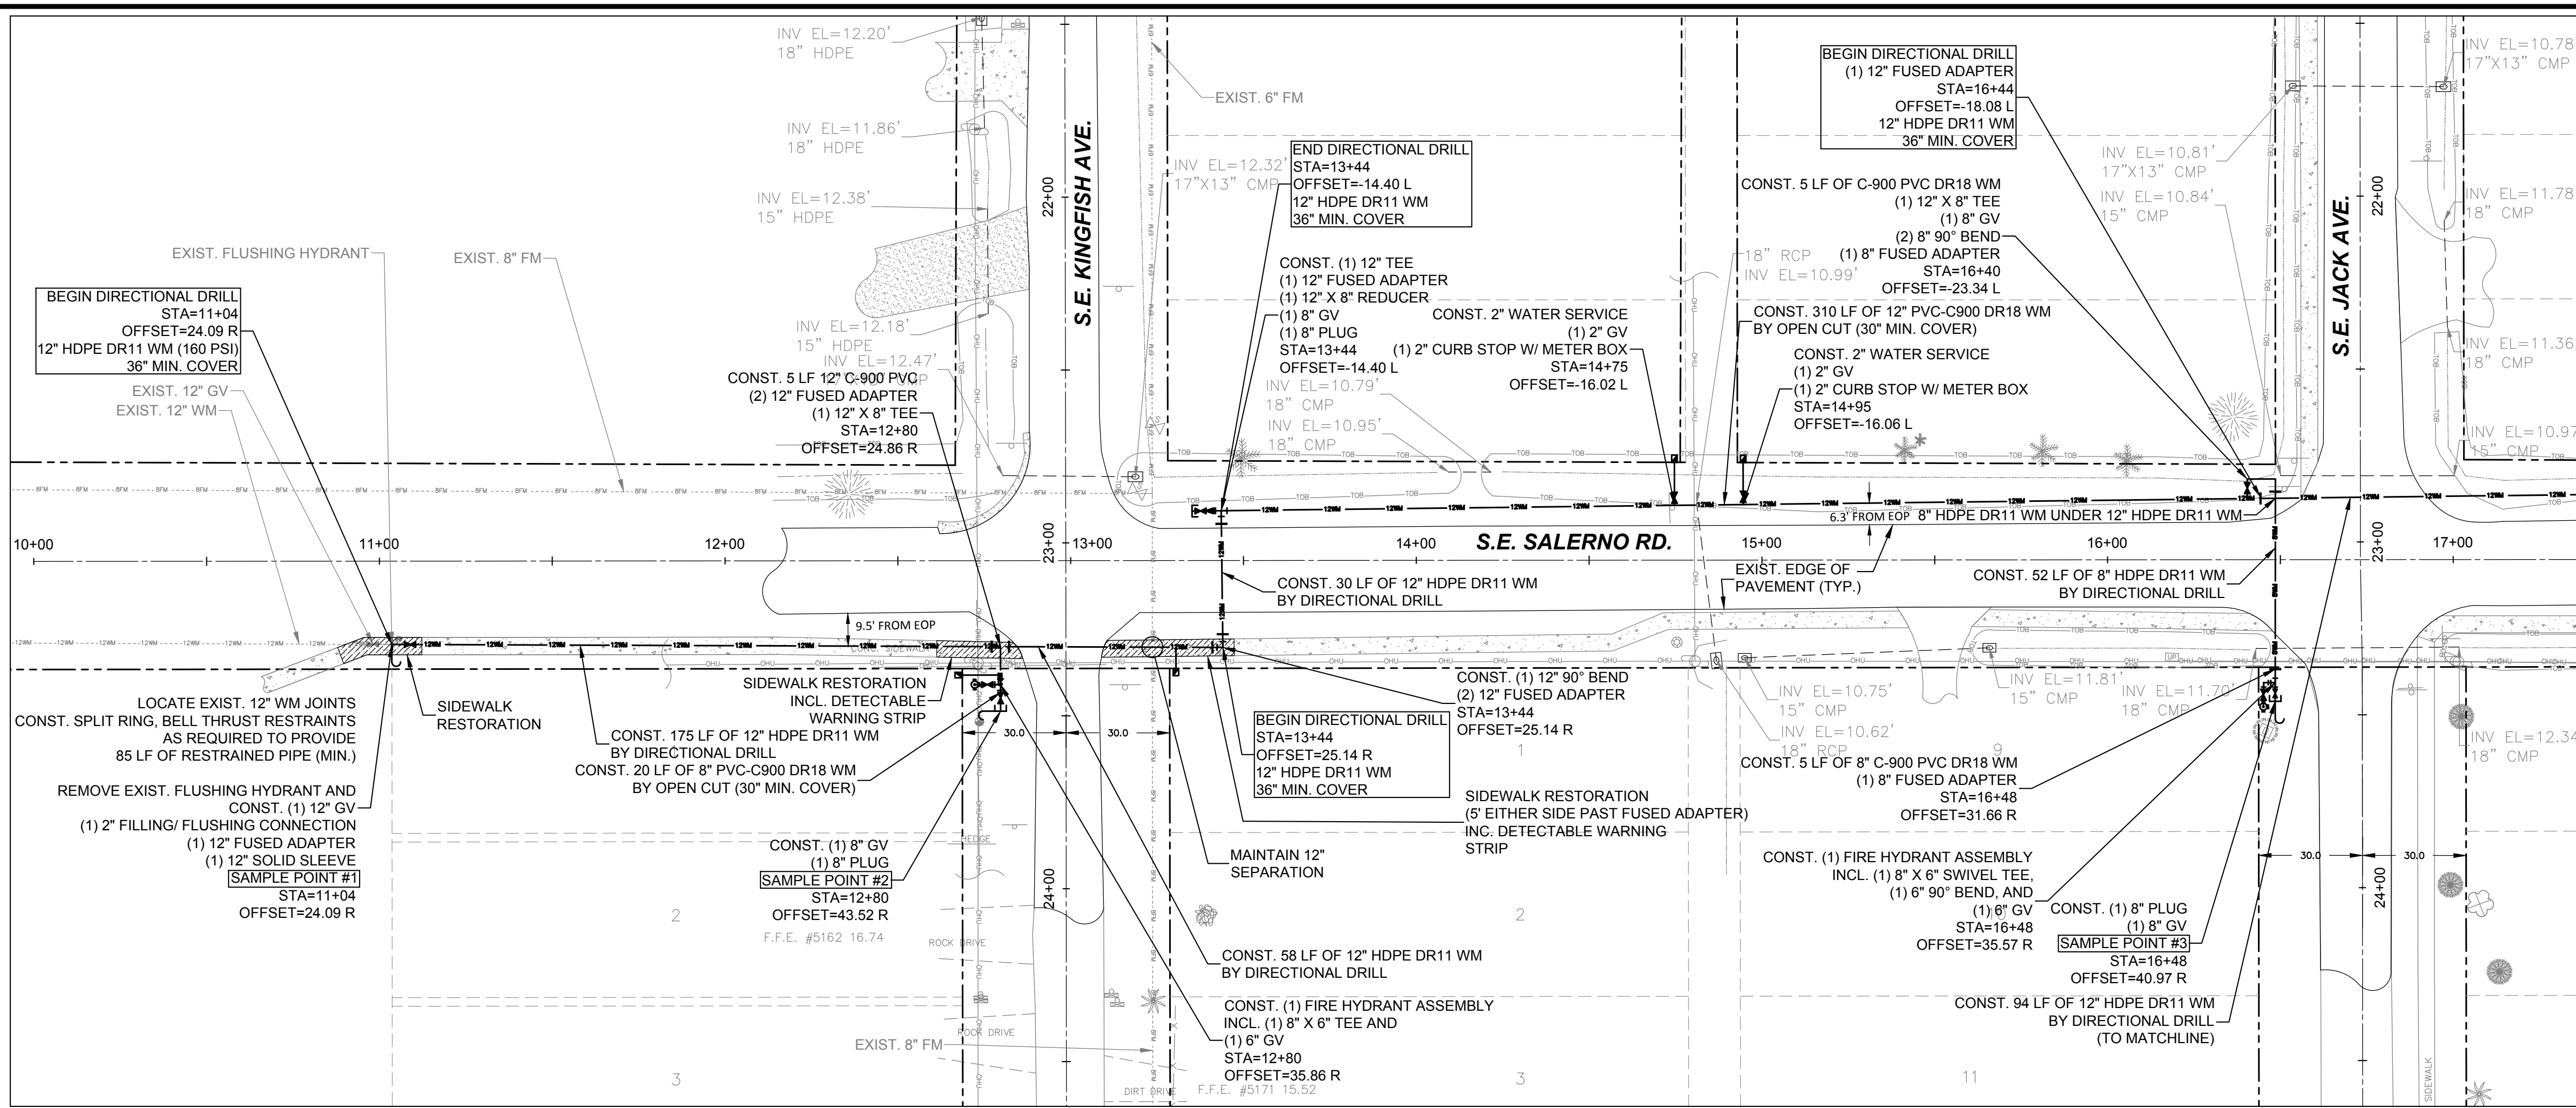 INV EL=12.20'
18" HDPE
INV EL=11.86'
18" HDPE
INV EL=12.38'
15" HDPE
INV EL=12.18'
15" HDPE
INV EL=12.47'
17"X13" CMP
EXIST. FLUSHING HYDRANT
EXIST. 8" FM
BEGIN DIRECTIONAL DRILL
STA=11+04
OFFSET=24.09 R
12" HDPE DR11 WM (160 PSI)
36" MIN. COVER
EXIST. 12" GV
EXIST. 12" WM
CONST. 5 LF 12" C-900 PVC
(2) 12" FUSED ADAPTER
(1) 12" X 8" TEE
STA=12+80
OFFSET=24.86 R
S.E. KINGFISH AVE.
22+00
23+00
24+00
EXIST. 6" FM
INV EL=12.32'
17"X13" CMP
END DIRECTIONAL DRILL
STA=13+44
OFFSET=-14.40 L
12" HDPE DR11 WM
36" MIN. COVER
CONST. (1) 12" TEE
(1) 12" FUSED ADAPTER
(1) 12" X 8" REDUCER
(1) 8" GV
(1) 8" PLUG
STA=13+44
OFFSET=-14.40 L
INV EL=10.79'
18" CMP
INV EL=10.95'
18" CMP
CONST. 2" WATER SERVICE
(1) 2" GV
(1) 2" CURB STOP W/ METER BOX
STA=14+75
OFFSET=-16.02 L
18" RCP
INV EL=10.99'
BEGIN DIRECTIONAL DRILL
(1) 12" FUSED ADAPTER
STA=16+44
OFFSET=-18.08 L
12" HDPE DR11 WM
36" MIN. COVER
CONST. 5 LF OF C-900 PVC DR18 WM
(1) 12" X 8" TEE
(1) 8" GV
(2) 8" 90° BEND
(1) 8" FUSED ADAPTER
STA=16+40
OFFSET=-23.34 L
CONST. 310 LF OF 12" PVC-C900 DR18 WM
BY OPEN CUT (30" MIN. COVER)
CONST. 2" WATER SERVICE
(1) 2" GV
(1) 2" CURB STOP W/ METER BOX
STA=14+95
OFFSET=-16.06 L
INV EL=10.81'
17"X13" CMP
INV EL=10.84'
15" CMP
S.E. JACK AVE.
22+00
23+00
24+00
INV EL=10.78
17"X13" CMP
INV EL=11.78
18" CMP
INV EL=11.36
18" CMP
INV EL=10.97
15" CMP
10+00
11+00
12+00
13+00
14+00
S.E. SALERNO RD.
15+00
16+00
17+00
6.3' FROM EOP
8" HDPE DR11 WM UNDER 12" HDPE DR11 WM
EXIST. EDGE OF
PAVEMENT (TYP.)
CONST. 30 LF OF 12" HDPE DR11 WM
BY DIRECTIONAL DRILL
CONST. 52 LF OF 8" HDPE DR11 WM
BY DIRECTIONAL DRILL
9.5' FROM EOP
LOCATE EXIST. 12" WM JOINTS
CONST. SPLIT RING, BELL THRUST RESTRAINTS
AS REQUIRED TO PROVIDE
85 LF OF RESTRAINED PIPE (MIN.)
SIDEWALK
RESTORATION
REMOVE EXIST. FLUSHING HYDRANT AND
CONST. (1) 12" GV
(1) 2" FILLING/ FLUSHING CONNECTION
(1) 12" FUSED ADAPTER
(1) 12" SOLID SLEEVE
SAMPLE POINT #1
STA=11+04
OFFSET=24.09 R
SIDEWALK RESTORATION
INCL. DETECTABLE
WARNING STRIP
CONST. 175 LF OF 12" HDPE DR11 WM
BY DIRECTIONAL DRILL
CONST. 20 LF OF 8" PVC-C900 DR18 WM
BY OPEN CUT (30" MIN. COVER)
30.0
30.0
CONST. (1) 8" GV
(1) 8" PLUG
SAMPLE POINT #2
STA=12+80
OFFSET=43.52 R
HEDGE
2
F.F.E. #5162 16.74
ROCK DRIVE
ROCK DRIVE
EXIST. 8" FM
3
DIRT DRIVE
F.F.E. #5171 15.52
BEGIN DIRECTIONAL DRILL
STA=13+44
OFFSET=25.14 R
12" HDPE DR11 WM
36" MIN. COVER
CONST. (1) 12" 90° BEND
(2) 12" FUSED ADAPTER
STA=13+44
OFFSET=25.14 R
1
SIDEWALK RESTORATION
(5' EITHER SIDE PAST FUSED ADAPTER)
INC. DETECTABLE WARNING
STRIP
MAINTAIN 12"
SEPARATION
2
CONST. 58 LF OF 12" HDPE DR11 WM
BY DIRECTIONAL DRILL
CONST. (1) FIRE HYDRANT ASSEMBLY
INCL. (1) 8" X 6" TEE AND
(1) 6" GV
STA=12+80
OFFSET=35.86 R
3
INV EL=10.75'
15" CMP
INV EL=10.62'
18" RCP
INV EL=11.81'
15" CMP
INV EL=11.70'
18" CMP
9
CONST. 5 LF OF 8" C-900 PVC DR18 WM
(1) 8" FUSED ADAPTER
STA=16+48
OFFSET=31.66 R
CONST. (1) FIRE HYDRANT ASSEMBLY
INCL. (1) 8" X 6" SWIVEL TEE,
(1) 6" 90° BEND, AND
(1) 6" GV
STA=16+48
OFFSET=35.57 R
10
CONST. (1) 8" PLUG
(1) 8" GV
SAMPLE POINT #3
STA=16+48
OFFSET=40.97 R
CONST. 94 LF OF 12" HDPE DR11 WM
BY DIRECTIONAL DRILL
(TO MATCHLINE)
11
30.0
30.0
INV EL=12.34
18" CMP
SIDEWALK